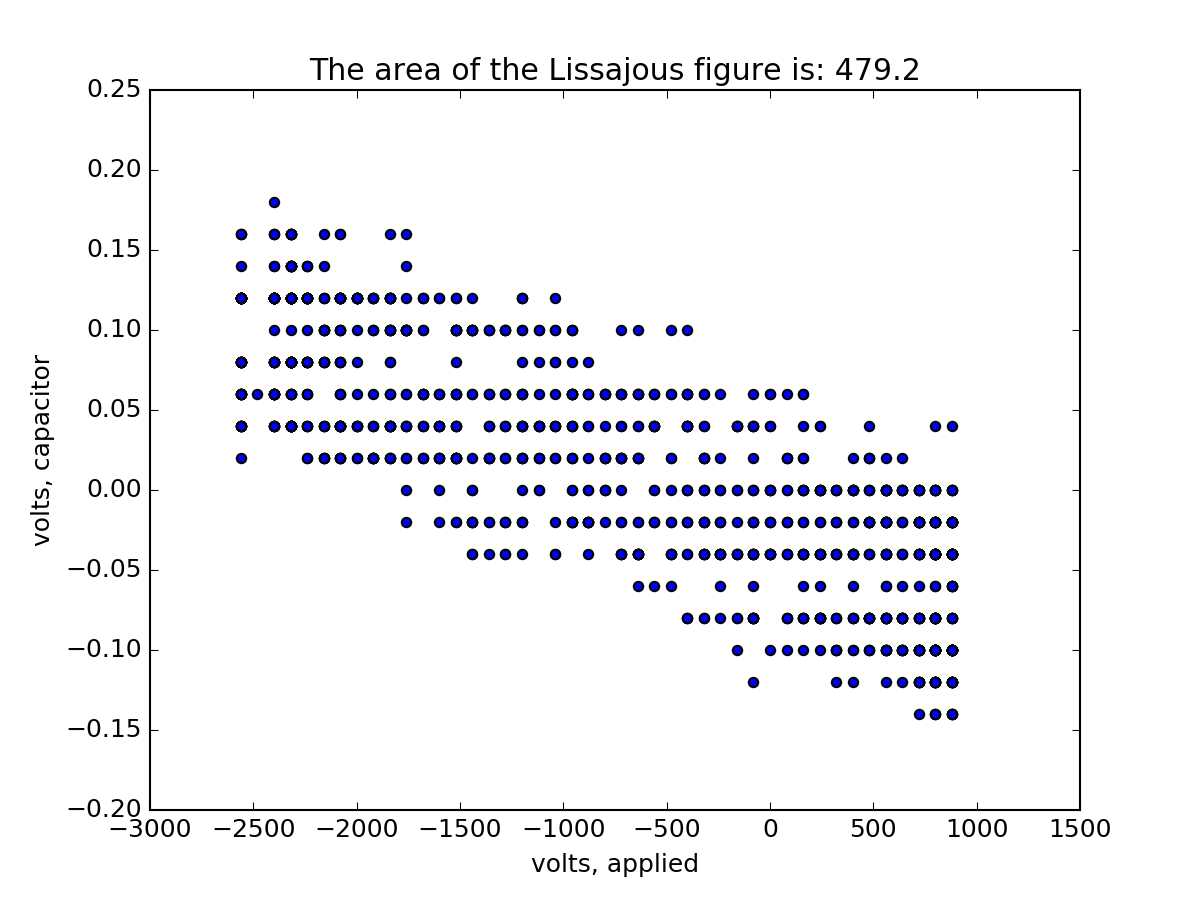 The area of the Lissajous figure is: 479.2
0.25
0.20
0.15
0.10
0.05
0.00
−0.05
−0.10
−0.15
−0.20
volts, capacitor
−3000 −2500 −2000 −1500 −1000 −500 0 500 1000 1500
volts, applied